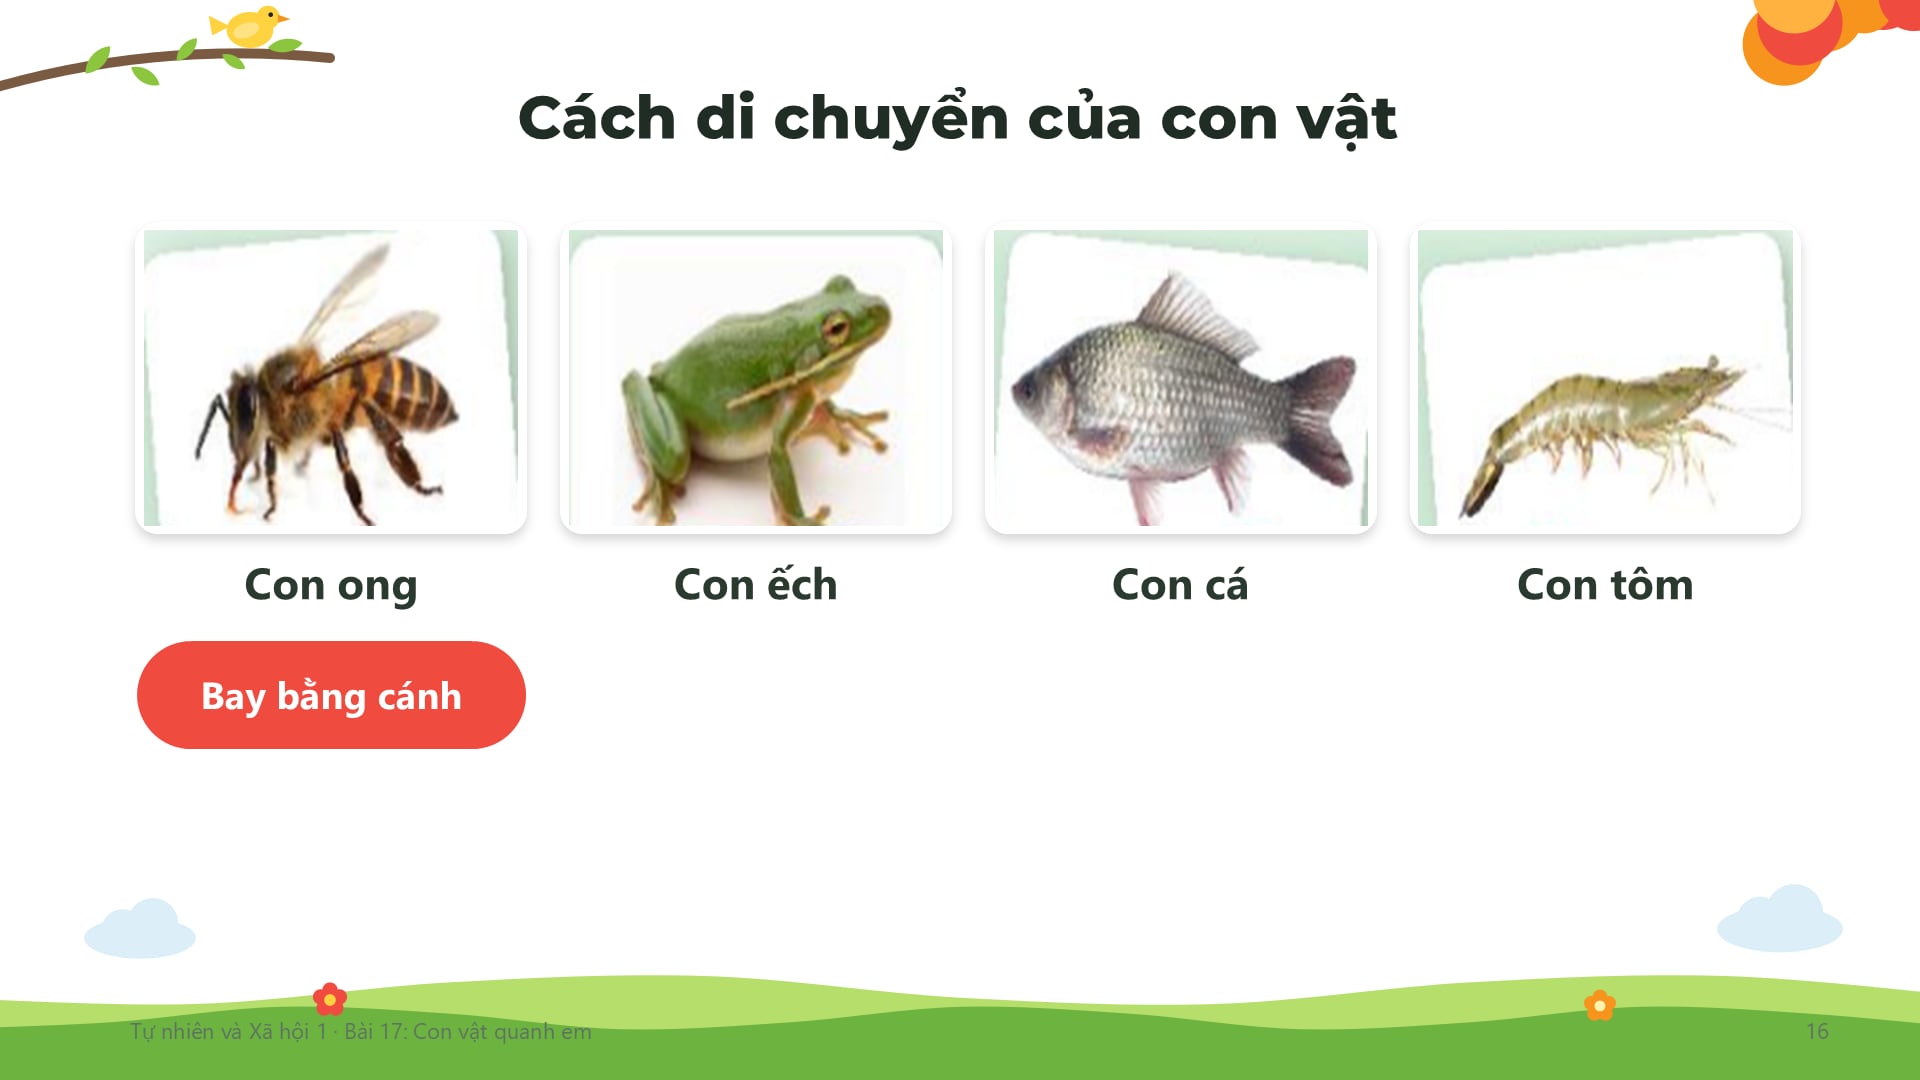 Cách di chuyển của con vật
Con ong
Con ếch
Con cá
Con tôm
Bay bằng cánh
Tự nhiên và Xã hội 1 · Bài 17: Con vật quanh em
16